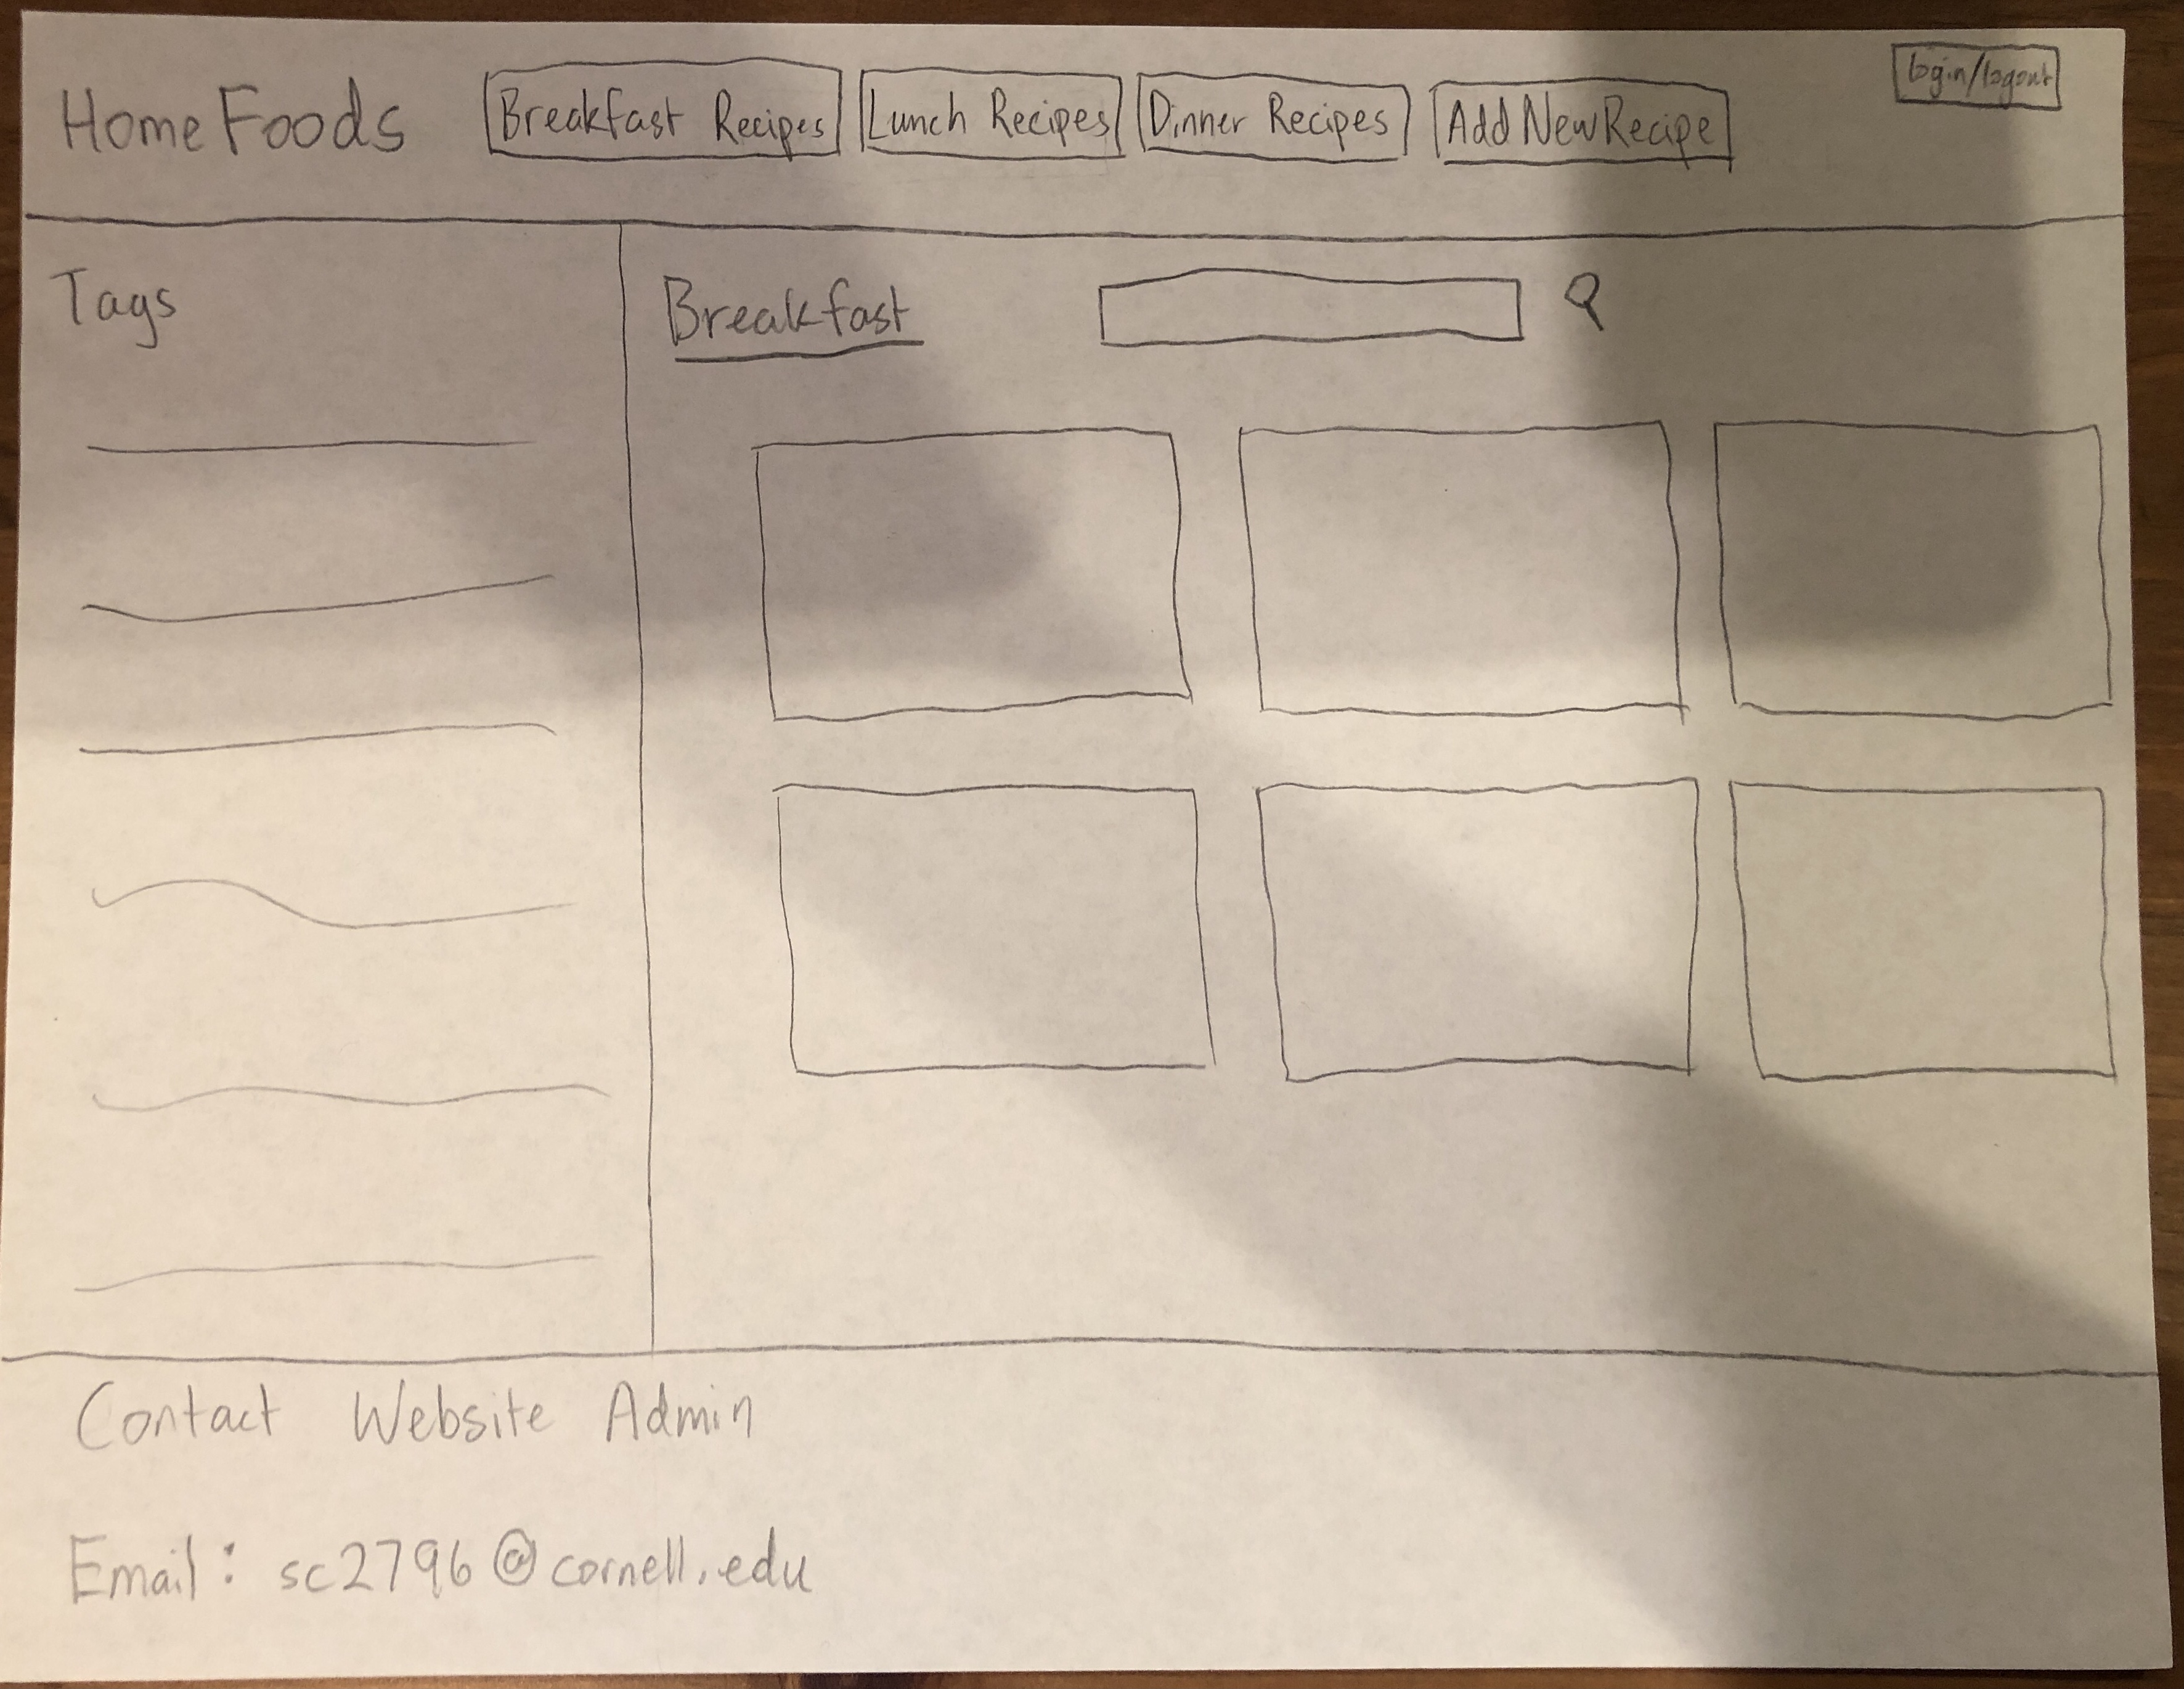 Home Foods
Breakfast Recipes
Lunch Recipes
Dinner Recipes
Add New Recipe
login/logout
Tags
Breakfast
Contact Website Admin
Email: sc2796@cornell.edu